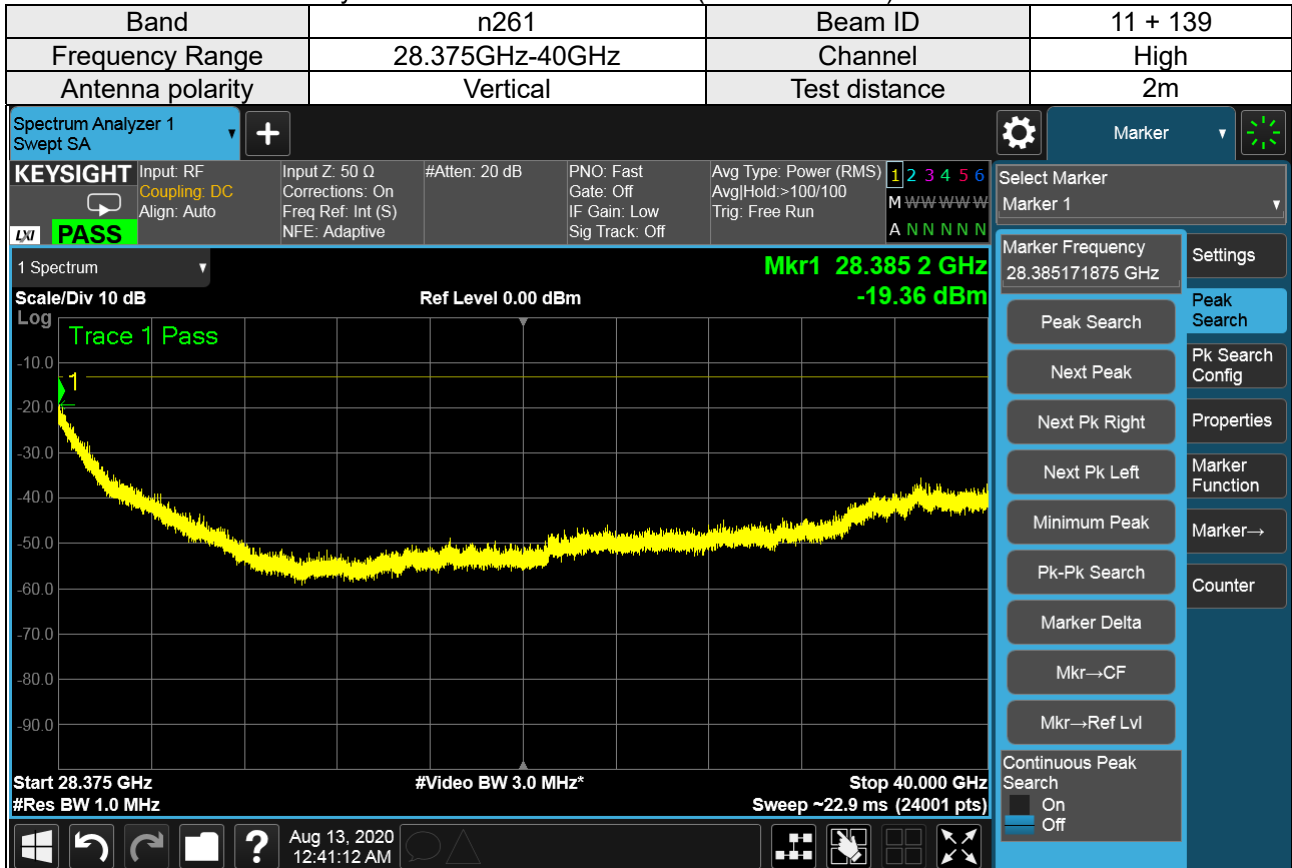 Band n261 Beam ID 11 + 139
Frequency Range 28.375GHz-40GHz Channel High
Antenna polarity Vertical Test distance 2m
Spectrum Analyzer 1
Swept SA
+
Marker
KEYSIGHT
LXI PASS
Input: RF
Coupling: DC
Align: Auto
Input Z: 50 Ω
Corrections: On
Freq Ref: Int (S)
NFE: Adaptive
#Atten: 20 dB
PNO: Fast
Gate: Off
IF Gain: Low
Sig Track: Off
Avg Type: Power (RMS)
Avg|Hold:>100/100
Trig: Free Run
1 2 3 4 5 6
M W W W W W
A N N N N N
Select Marker
Marker 1
1 Spectrum
Mkr1 28.385 2 GHz
Scale/Div 10 dB Ref Level 0.00 dBm -19.36 dBm
Log
Trace 1 Pass
1
-10.0
-20.0
-30.0
-40.0
-50.0
-60.0
-70.0
-80.0
-90.0
Start 28.375 GHz #Video BW 3.0 MHz* Stop 40.000 GHz
#Res BW 1.0 MHz Sweep ~22.9 ms (24001 pts)
Marker Frequency
28.385171875 GHz
Peak Search
Next Peak
Next Pk Right
Next Pk Left
Minimum Peak
Pk-Pk Search
Marker Delta
Mkr→CF
Mkr→Ref Lvl
Continuous Peak
Search
On
Off
Settings
Peak
Search
Pk Search
Config
Properties
Marker
Function
Marker→
Counter
?
Aug 13, 2020
12:41:12 AM